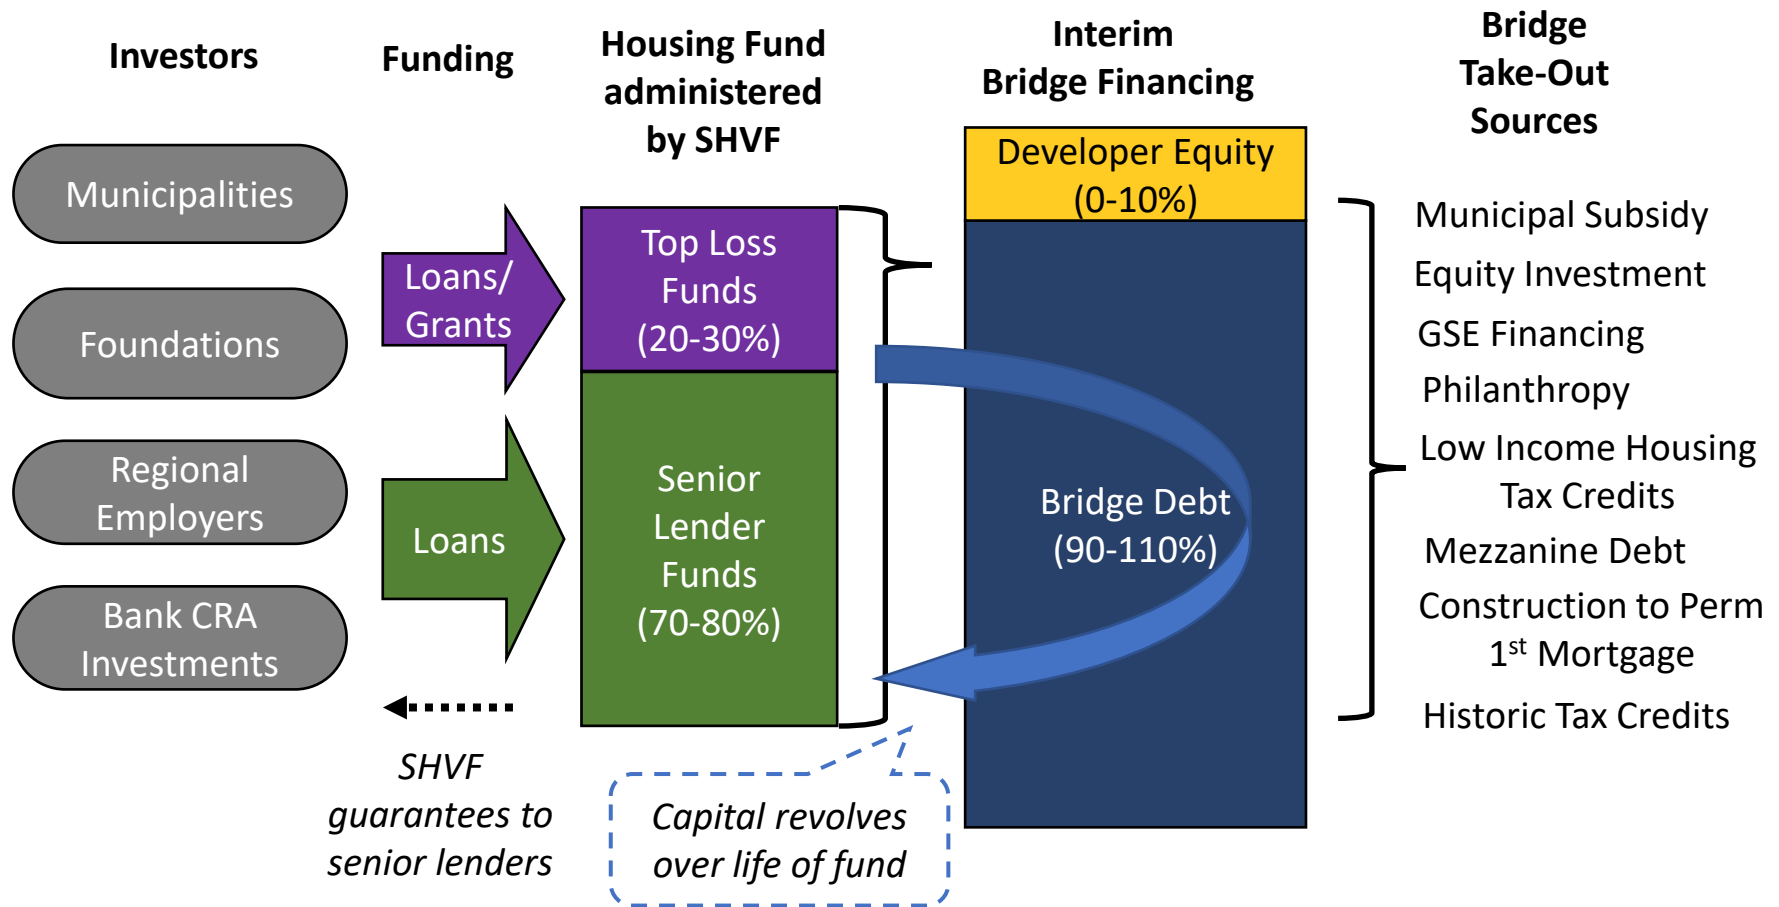 Investors
Funding
Housing Fund
administered
by SHVF
Interim
Bridge Financing
Bridge
Take-Out
Sources
Municipalities
Foundations
Regional
Employers
Bank CRA
Investments
Loans/
Grants
Loans
SHVF
guarantees to
senior lenders
Top Loss
Funds
(20-30%)
Senior
Lender
Funds
(70-80%)
Capital revolves
over life of fund
Developer Equity
(0-10%)
Bridge Debt
(90-110%)
Municipal Subsidy
Equity Investment
GSE Financing
Philanthropy
Low Income Housing
Tax Credits
Mezzanine Debt
Construction to Perm
1st Mortgage
Historic Tax Credits